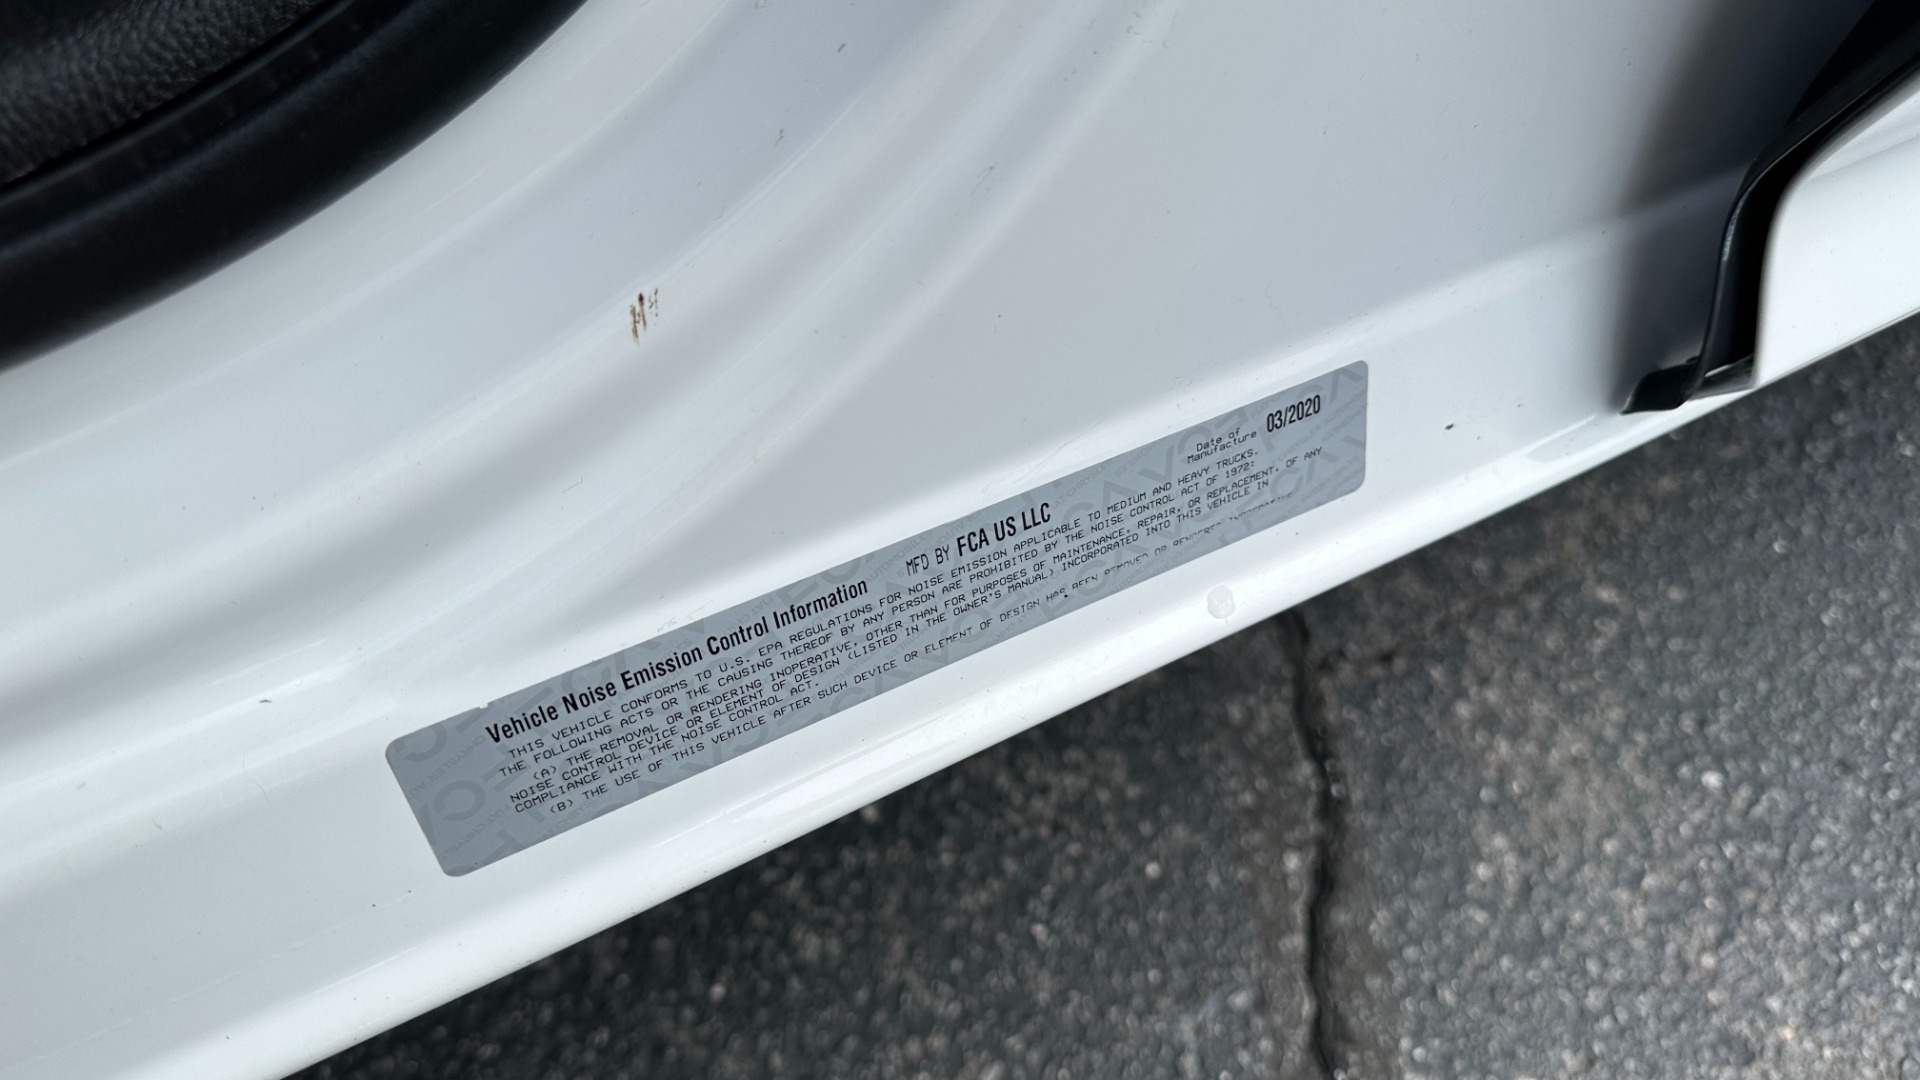 Vehicle Noise Emission Control Information MFD BY FCA US LLC Date of Manufacture 03/2020
THIS VEHICLE CONFORMS TO U.S. EPA REGULATIONS FOR NOISE EMISSION APPLICABLE TO MEDIUM AND HEAVY TRUCKS.
THE FOLLOWING ACTS OR THE CAUSING THEREOF BY ANY PERSON ARE PROHIBITED BY THE NOISE CONTROL ACT OF 1972:
(A) THE REMOVAL OR RENDERING INOPERATIVE, OTHER THAN FOR PURPOSES OF MAINTENANCE, REPAIR, OR REPLACEMENT, OF ANY
NOISE CONTROL DEVICE OR ELEMENT OF DESIGN (LISTED IN THE OWNER'S MANUAL) INCORPORATED INTO THIS VEHICLE IN
COMPLIANCE WITH THE NOISE CONTROL ACT.
(B) THE USE OF THIS VEHICLE AFTER SUCH DEVICE OR ELEMENT OF DESIGN HAS BEEN REMOVED OR RENDERED